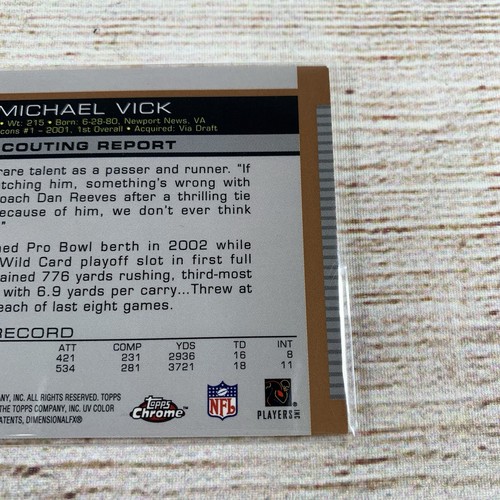 MICHAEL VICK
• Wt: 215 • Born: 6-28-80, Newport News, VA
cons #1 - 2001, 1st Overall • Acquired: Via Draft
COUTING REPORT
rare talent as a passer and runner. "If
tching him, something's wrong with
oach Dan Reeves after a thrilling tie
ecause of him, we don't ever think
"
ned Pro Bowl berth in 2002 while
Wild Card playoff slot in first full
ained 776 yards rushing, third-most
with 6.9 yards per carry...Threw at
each of last eight games.
RECORD
ATT COMP YDS TD INT
421 231 2936 16 8
534 281 3721 18 11
NY, INC. ALL RIGHTS RESERVED. TOPPS
THE TOPPS COMPANY, INC. UV COLOR
ATENTS, DIMENSIONALFX®
Topps Chrome™
NFL
PLAYERS INC